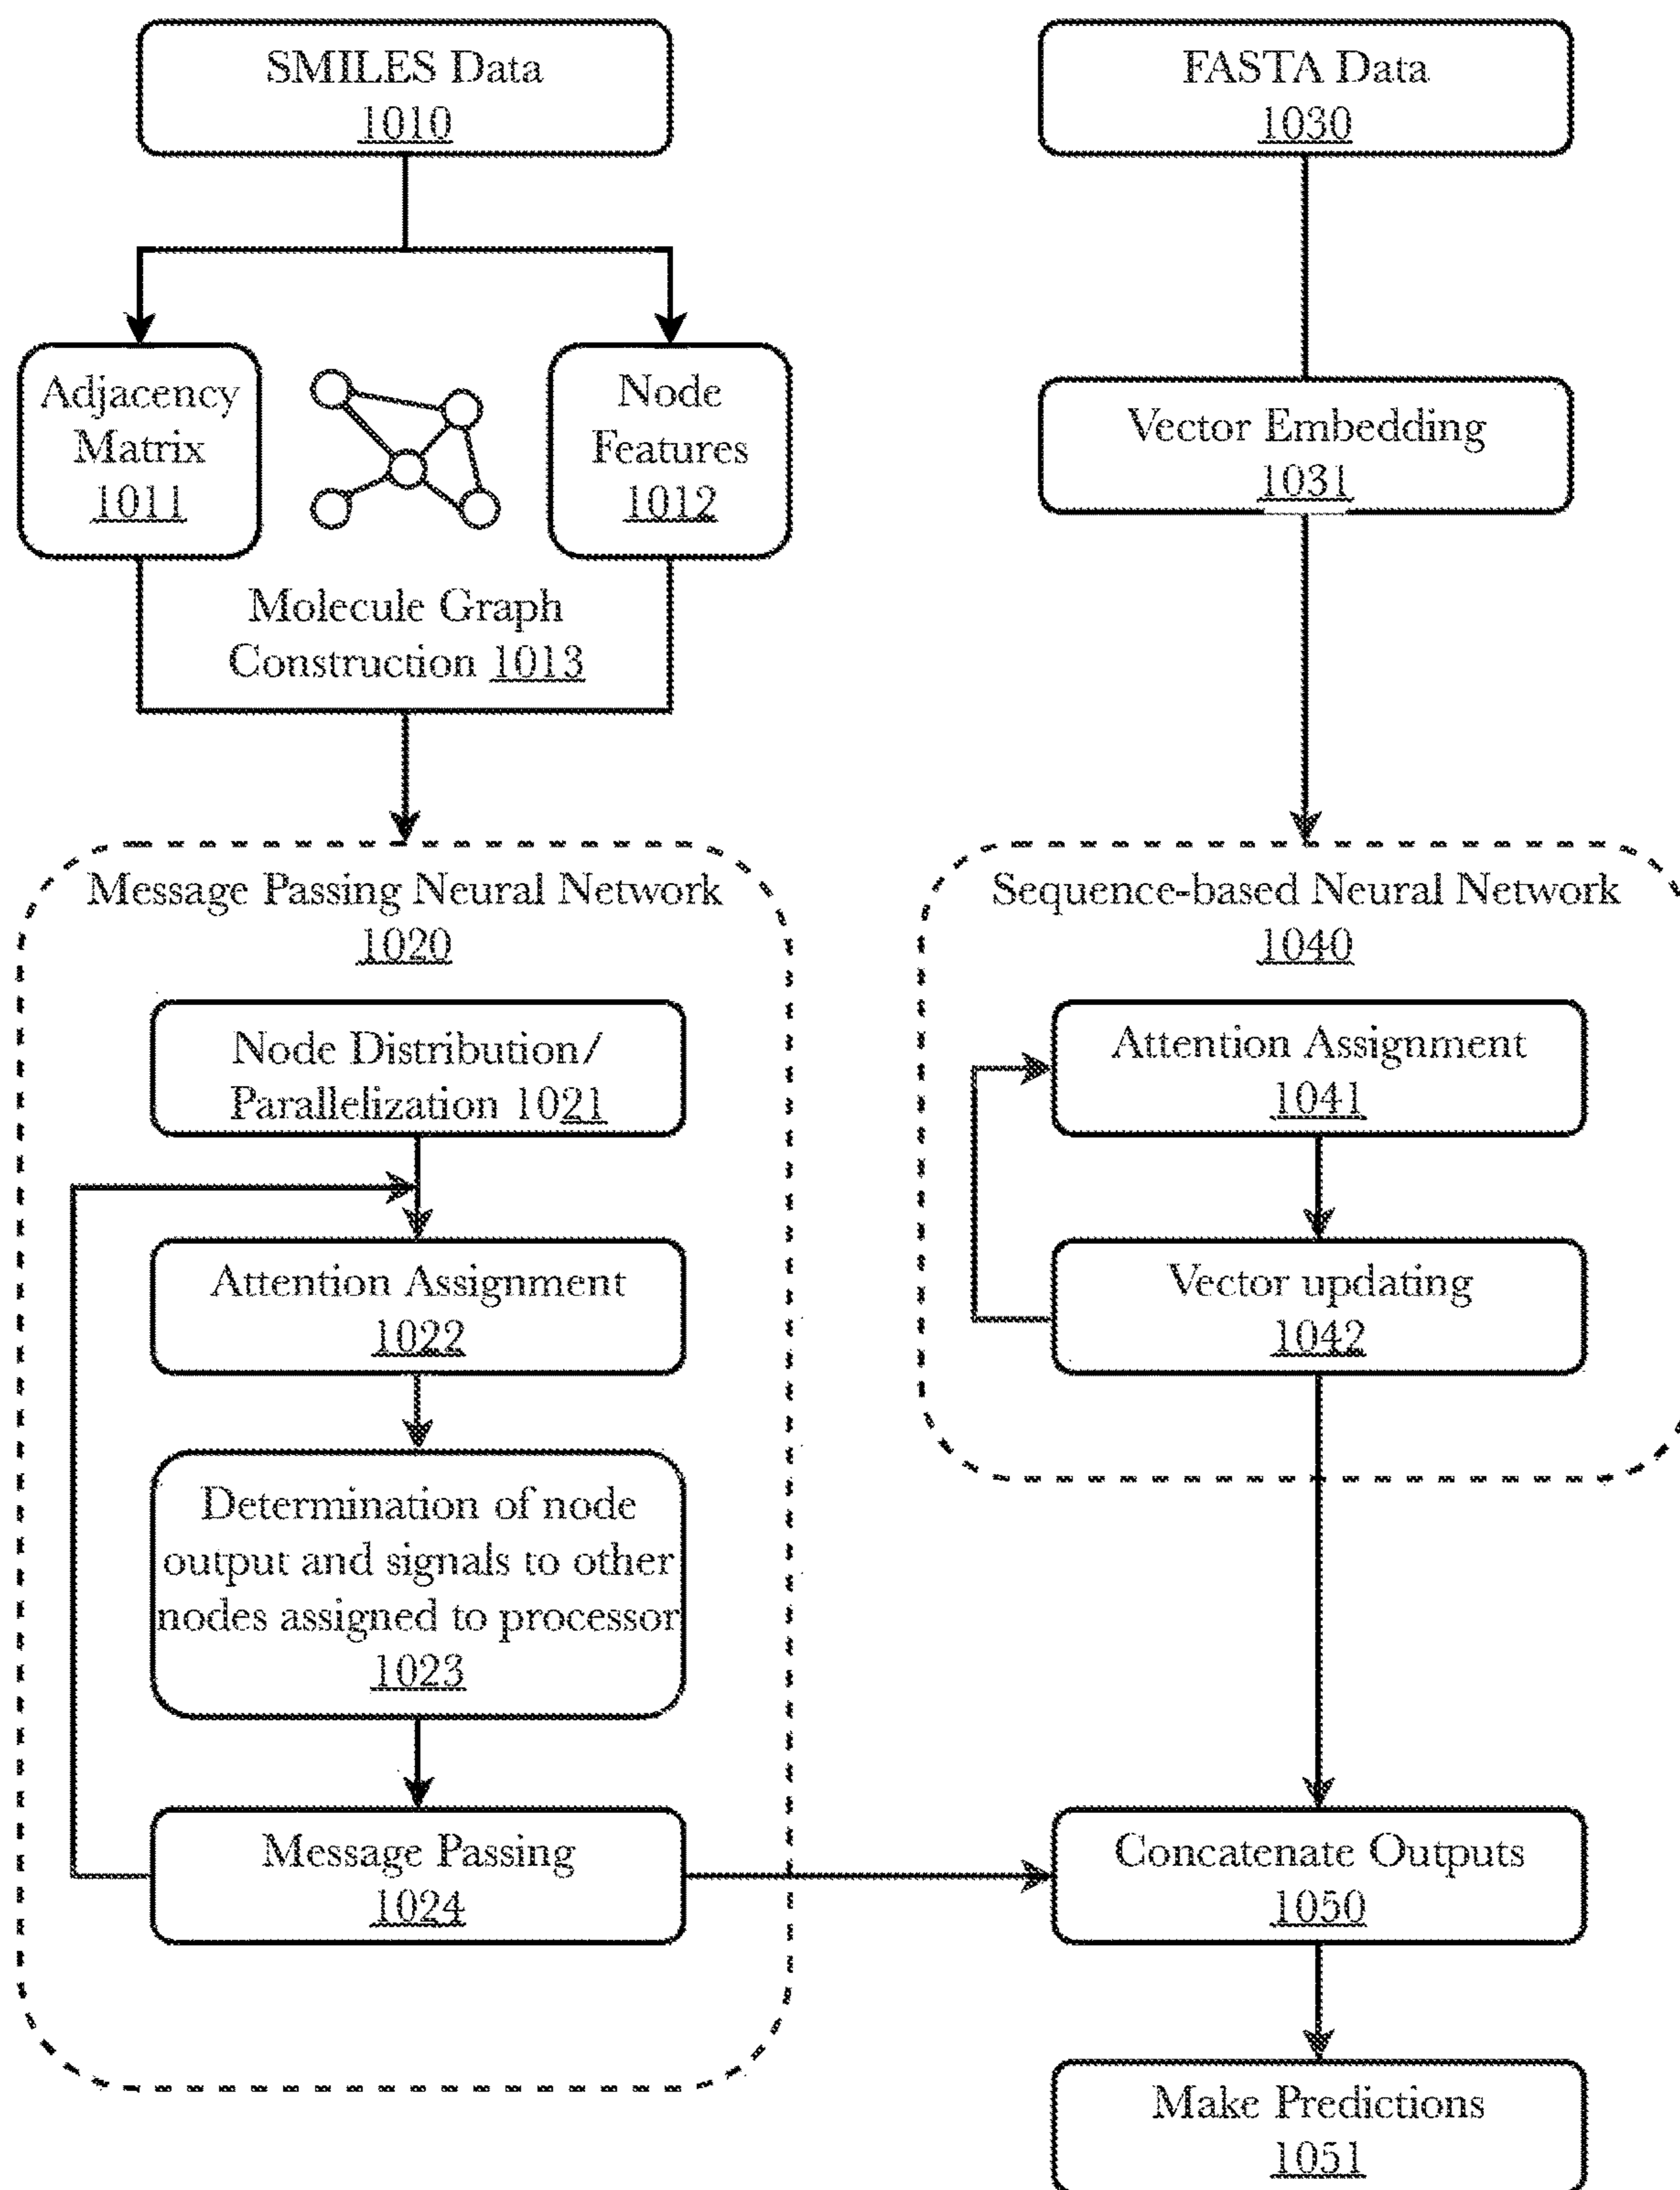 SMILES Data
1010
Adjacency
Matrix
1011
Node
Features
1012
Molecule Graph
Construction 1013
Message Passing Neural Network
1020
Node Distribution/
Parallelization 1021
Attention Assignment
1022
Determination of node
output and signals to other
nodes assigned to processor
1023
Message Passing
1024
FASTA Data
1030
Vector Embedding
1031
Sequence-based Neural Network
1040
Attention Assignment
1041
Vector updating
1042
Concatenate Outputs
1050
Make Predictions
1051